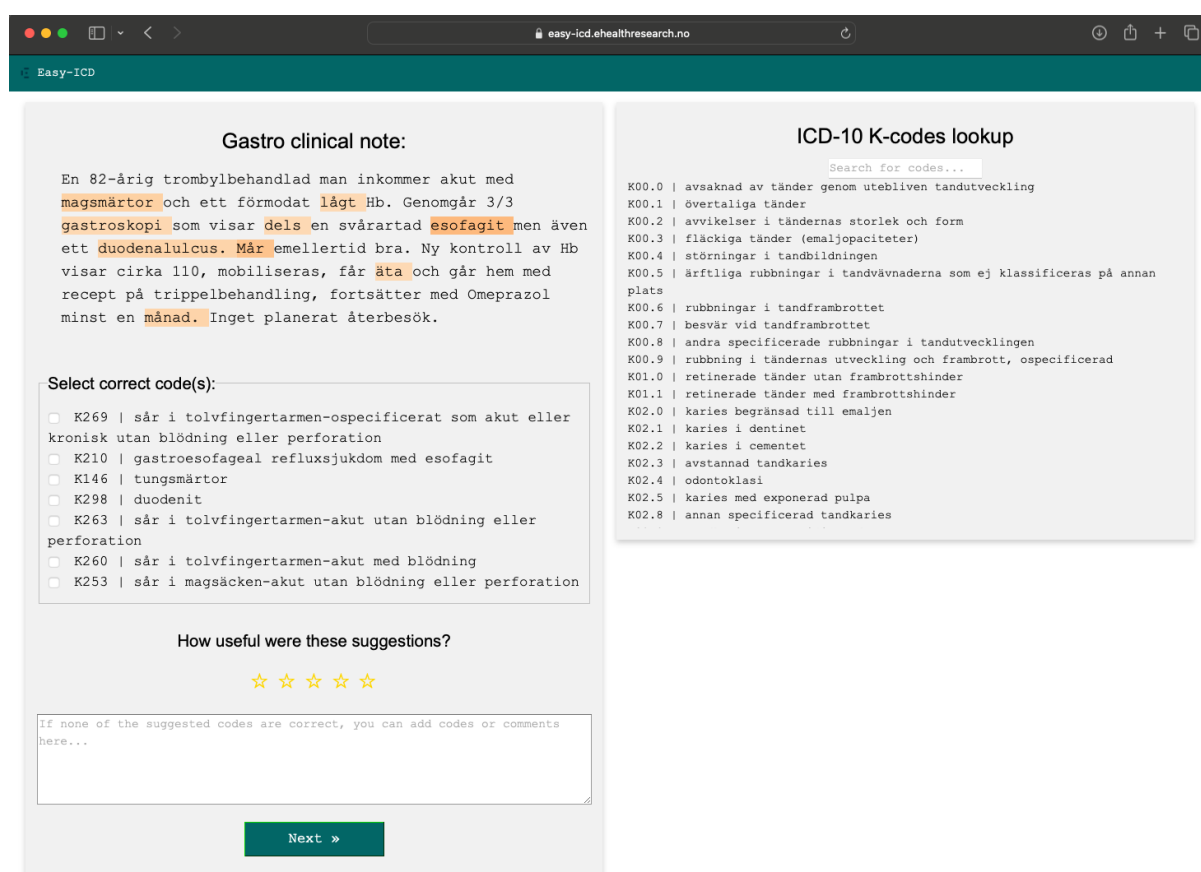 easy-icd.ehealthresearch.no
Easy-ICD
Gastro clinical note:
En 82-årig trombylbehandlad man inkommer akut med
magsmärtor och ett förmodat lågt Hb. Genomgår 3/3
gastroskopi som visar dels en svårartad esofagit men även
ett duodenalulcus. Mår emellertid bra. Ny kontroll av Hb
visar cirka 110, mobiliseras, får äta och går hem med
recept på trippelbehandling, fortsätter med Omeprazol
minst en månad. Inget planerat återbesök.
Select correct code(s):
K269 | sår i tolvfingertarmen-ospecificerat som akut eller
kronisk utan blödning eller perforation
K210 | gastroesofageal refluxsjukdom med esofagit
K146 | tungsmärtor
K298 | duodenit
K263 | sår i tolvfingertarmen-akut utan blödning eller
perforation
K260 | sår i tolvfingertarmen-akut med blödning
K253 | sår i magsäcken-akut utan blödning eller perforation
How useful were these suggestions?
If none of the suggested codes are correct, you can add codes or comments
here...
Next »
ICD-10 K-codes lookup
Search for codes...
K00.0 | avsaknad av tänder genom utebliven tandutveckling
K00.1 | övertaliga tänder
K00.2 | avvikelser i tändernas storlek och form
K00.3 | fläckiga tänder (emaljopaciteter)
K00.4 | störningar i tandbildningen
K00.5 | ärftliga rubbningar i tandvävnaderna som ej klassificeras på annan
plats
K00.6 | rubbningar i tandframbrottet
K00.7 | besvär vid tandframbrottet
K00.8 | andra specificerade rubbningar i tandutvecklingen
K00.9 | rubbning i tändernas utveckling och frambrott, ospecificerad
K01.0 | retinerade tänder utan frambrottshinder
K01.1 | retinerade tänder med frambrottshinder
K02.0 | karies begränsad till emaljen
K02.1 | karies i dentinet
K02.2 | karies i cementet
K02.3 | avstannad tandkaries
K02.4 | odontoklasi
K02.5 | karies med exponerad pulpa
K02.8 | annan specificerad tandkaries